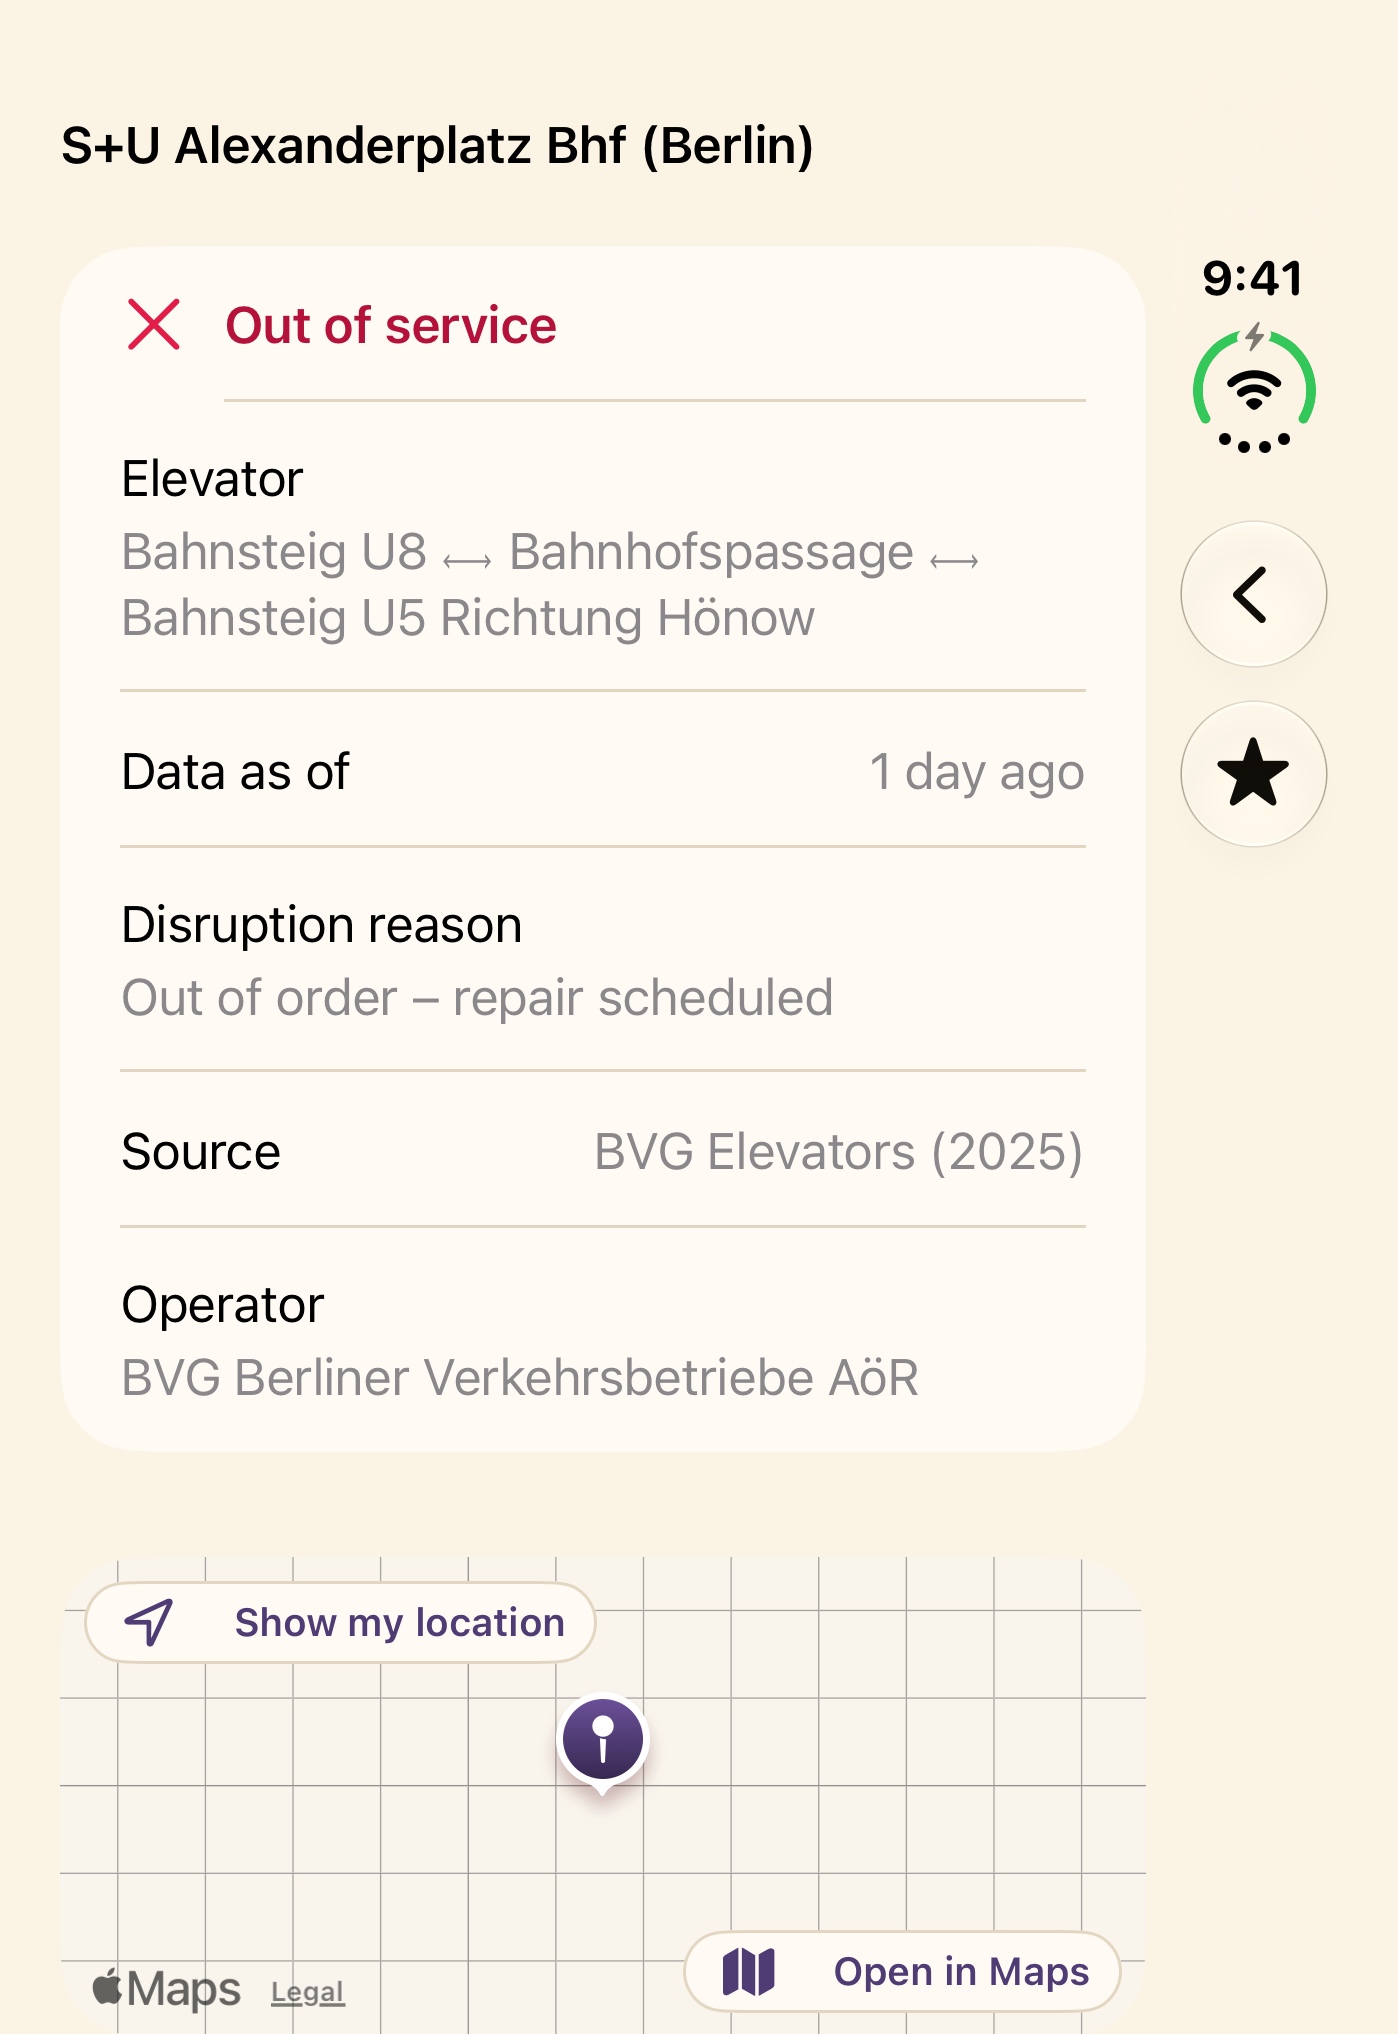 S+U Alexanderplatz Bhf (Berlin)
9:41
Out of service
Elevator
Bahnsteig U8 ⟷ Bahnhofspassage ⟷
Bahnsteig U5 Richtung Hönow
Data as of 1 day ago
Disruption reason
Out of order – repair scheduled
Source BVG Elevators (2025)
Operator
BVG Berliner Verkehrsbetriebe AöR
Show my location
Open in Maps
Maps Legal